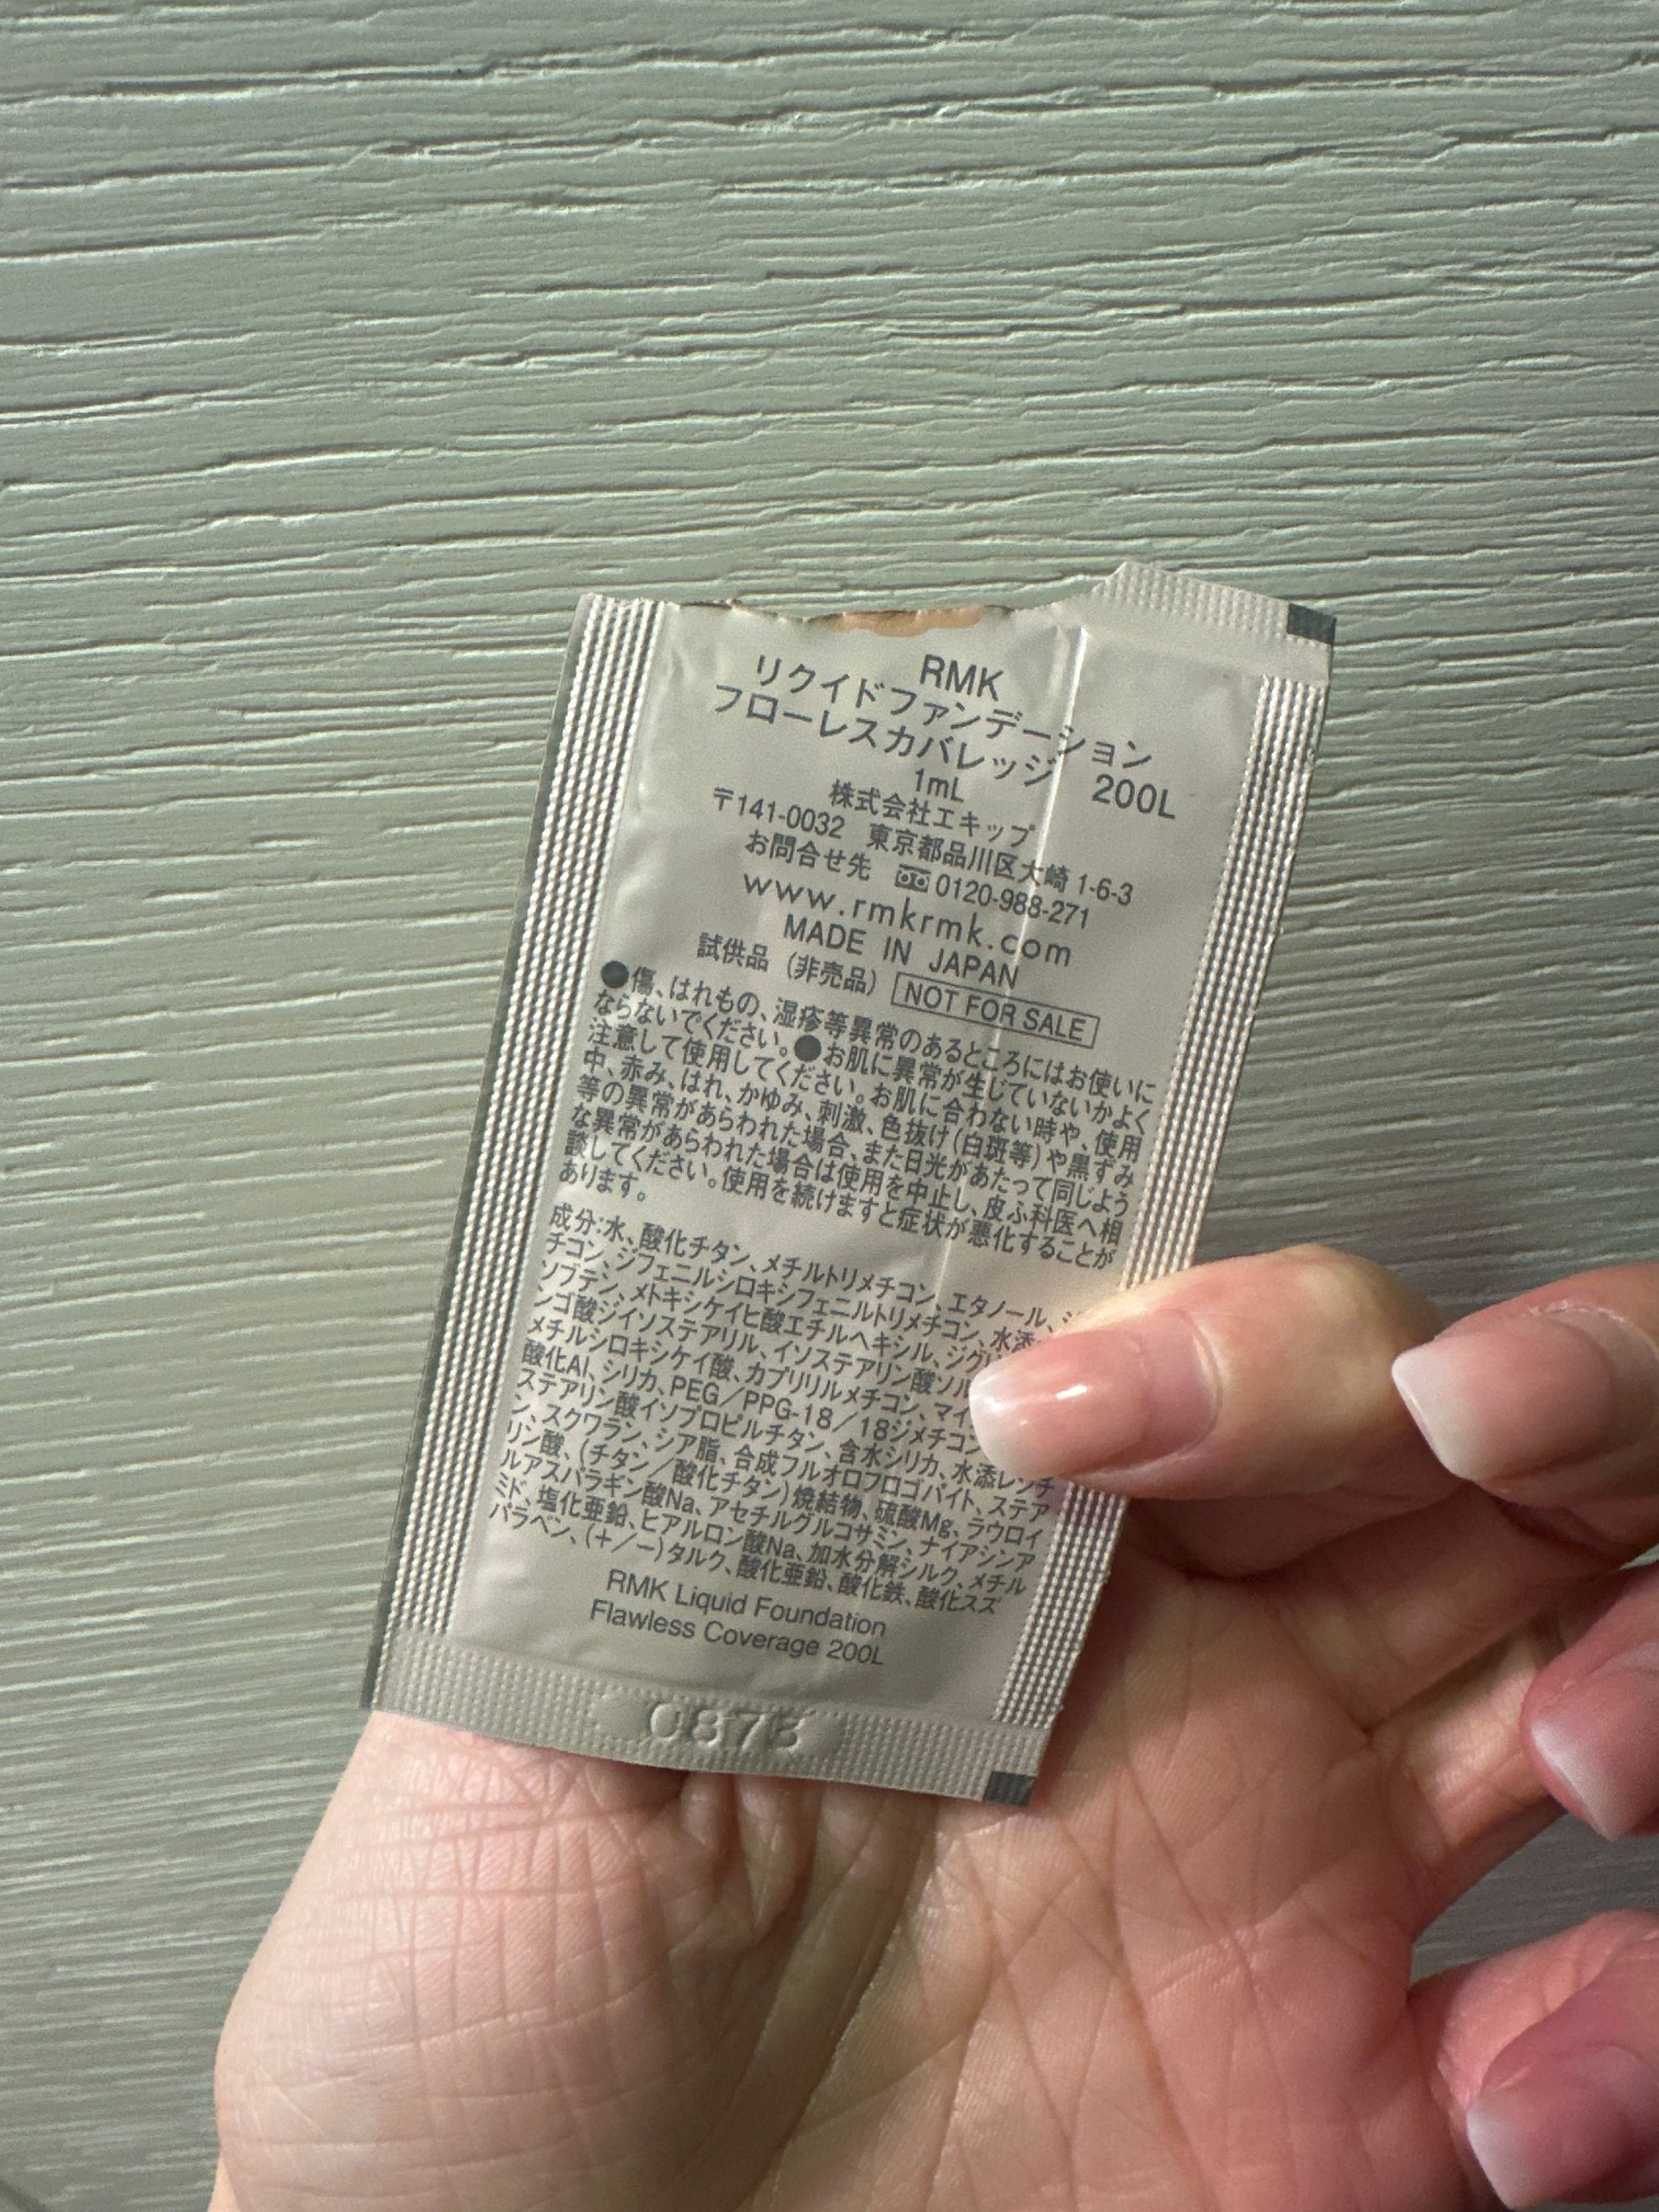 RMK
リクイドファンデーション
フローレスカバレッジ 200L
1mL
株式会社エキップ
〒141-0032 東京都品川区大崎 1-6-3
お問合せ先 0120-988-271
www.rmkrmk.com
MADE IN JAPAN
試供品（非売品） NOT FOR SALE
●傷、はれもの、湿疹等異常のあるところにはお使いに
ならないでください。●お肌に異常が生じていないかよく
注意して使用してください。お肌に合わない時や、使用
中、赤み、はれ、かゆみ、刺激、色抜け（白斑等）や黒ずみ
等の異常があらわれた場合、また日光があたって同じよう
な異常があらわれた場合は使用を中止し、皮ふ科医へ相
談してください。使用を続けますと症状が悪化することが
あります。
成分：水、酸化チタン、メチルトリメチコン、エタノール、
チコン、ジフェニルシロキシフェニルトリメチコン、水添
ソブテン、メトキシケイヒ酸エチルヘキシル、ジグリ
ンゴ酸ジイソステアリル、イソステアリン酸ソル
メチルシロキシケイ酸、カプリリルメチコン、マイ
酸化Al、シリカ、PEG／PPG-18／18ジメチコン
ステアリン酸イソプロピルチタン、含水シリカ、水添レシチ
ン、スクワラン、シア脂、合成フルオロフロゴパイト、ステア
リン酸、（チタン／酸化チタン）焼結物、硫酸Mg、ラウロイ
ルアスパラギン酸Na、アセチルグルコサミン、ナイアシンア
ミド、塩化亜鉛、ヒアルロン酸Na、加水分解シルク、メチル
パラベン、（＋／－）タルク、酸化亜鉛、酸化鉄、酸化スズ
RMK Liquid Foundation
Flawless Coverage 200L